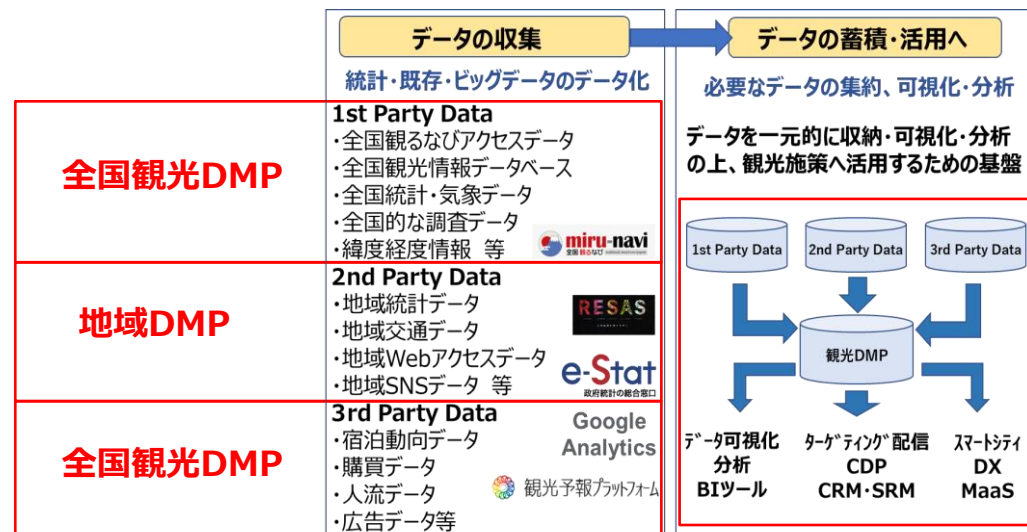 データの収集
データの蓄積・活用へ
統計・既存・ビッグデータのデータ化
必要なデータの集約、可視化・分析
全国観光DMP
1st Party Data
・全国観るなびアクセスデータ
・全国観光情報データベース
・全国統計・気象データ
・全国的な調査データ
・緯度経度情報 等
miru-navi
全国 観るなび
地域DMP
2nd Party Data
・地域統計データ
・地域交通データ
・地域Webアクセスデータ
・地域SNSデータ 等
RESAS
e-Stat
政府統計の総合窓口
全国観光DMP
3rd Party Data
・宿泊動向データ
・購買データ
・人流データ
・広告データ等
Google
Analytics
観光予報プラットフォーム
データを一元的に収納・可視化・分析
の上、観光施策へ活用するための基盤
1st Party Data
2nd Party Data
3rd Party Data
観光DMP
ﾃﾞｰﾀ可視化
分析
BIツール
ﾀｰｹﾞﾃｨﾝｸﾞ配信
CDP
CRM・SRM
ｽﾏｰﾄｼﾃｨ
DX
MaaS